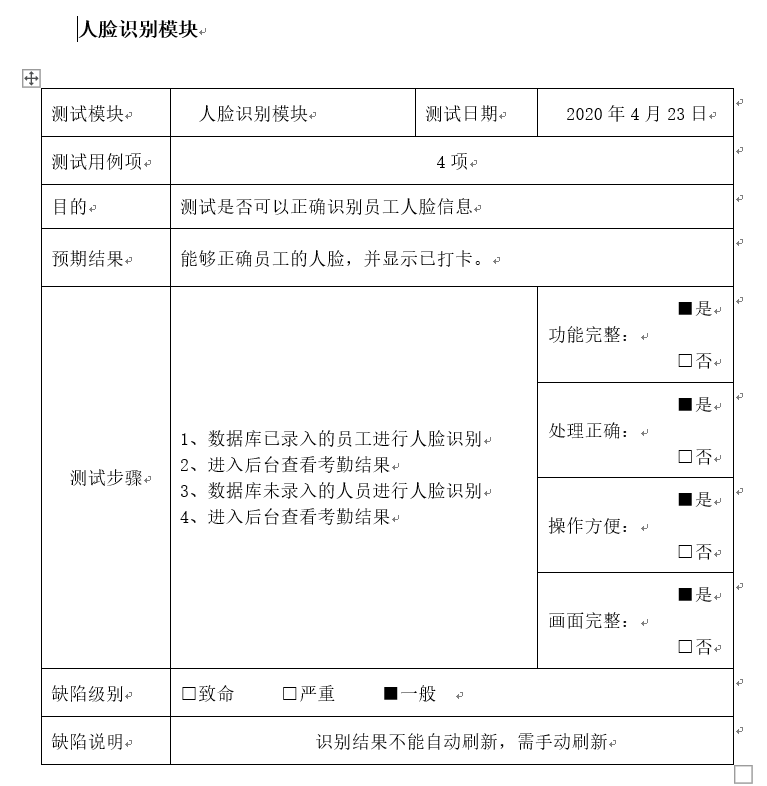 人脸识别模块
测试模块 人脸识别模块 测试日期 2020 年 4 月 23 日
测试用例项 4 项
目的 测试是否可以正确识别员工人脸信息
预期结果 能够正确员工的人脸，并显示已打卡。
测试步骤
1、数据库已录入的员工进行人脸识别
2、进入后台查看考勤结果
3、数据库未录入的人员进行人脸识别
4、进入后台查看考勤结果
功能完整：
■是
□否
处理正确：
■是
□否
操作方便：
■是
□否
画面完整：
■是
□否
缺陷级别 □致命 □严重 ■一般
缺陷说明 识别结果不能自动刷新，需手动刷新